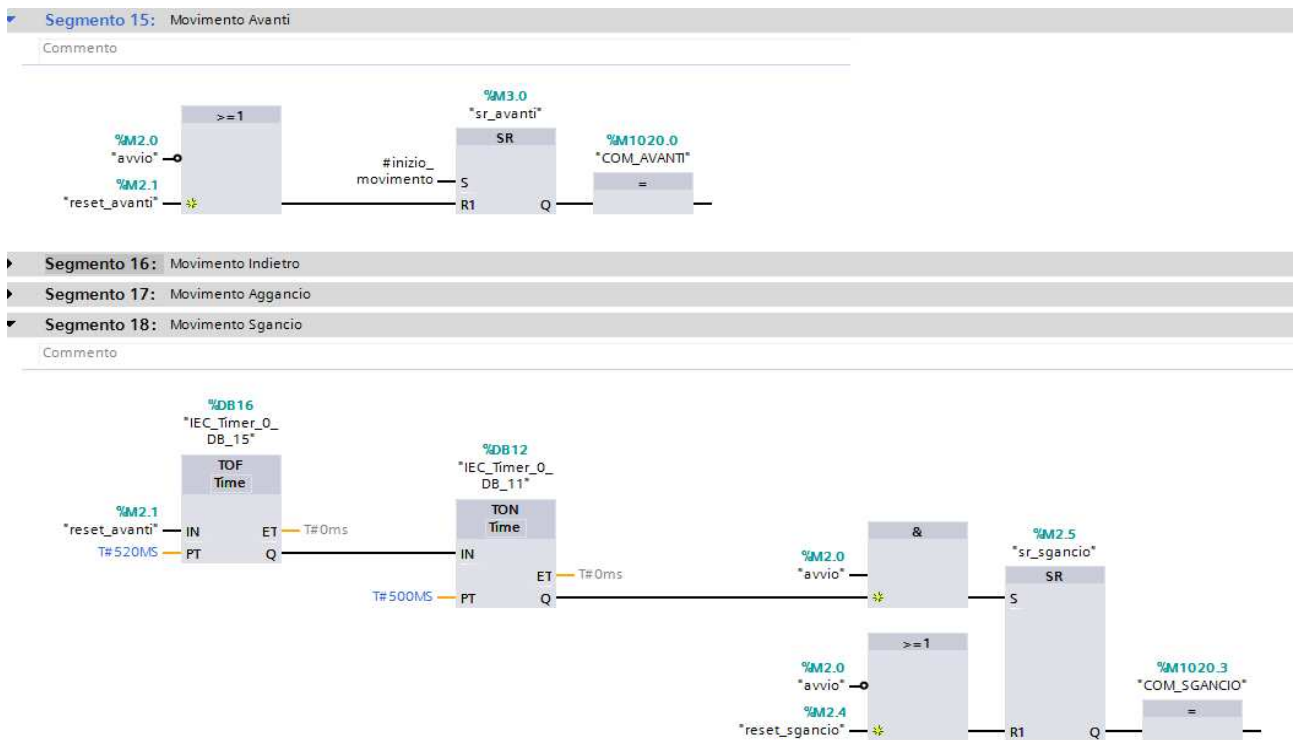 Segmento 15: Movimento Avanti
Commento
>=1
%M2.0
"avvio"
%M2.1
"reset_avanti"
#inizio_
movimento
%M3.0
"sr_avanti"
SR
S
R1
Q
%M1020.0
"COM_AVANTI"
=
Segmento 16: Movimento Indietro
Segmento 17: Movimento Aggancio
Segmento 18: Movimento Sgancio
Commento
%DB16
"IEC_Timer_0_
DB_15"
TOF
Time
%M2.1
"reset_avanti"
IN
ET
T#0ms
T#520MS
PT
Q
%DB12
"IEC_Timer_0_
DB_11"
TON
Time
IN
ET
T#0ms
T#500MS
PT
Q
&
%M2.0
"avvio"
>=1
%M2.0
"avvio"
%M2.4
"reset_sgancio"
%M2.5
"sr_sgancio"
SR
S
R1
Q
%M1020.3
"COM_SGANCIO"
=